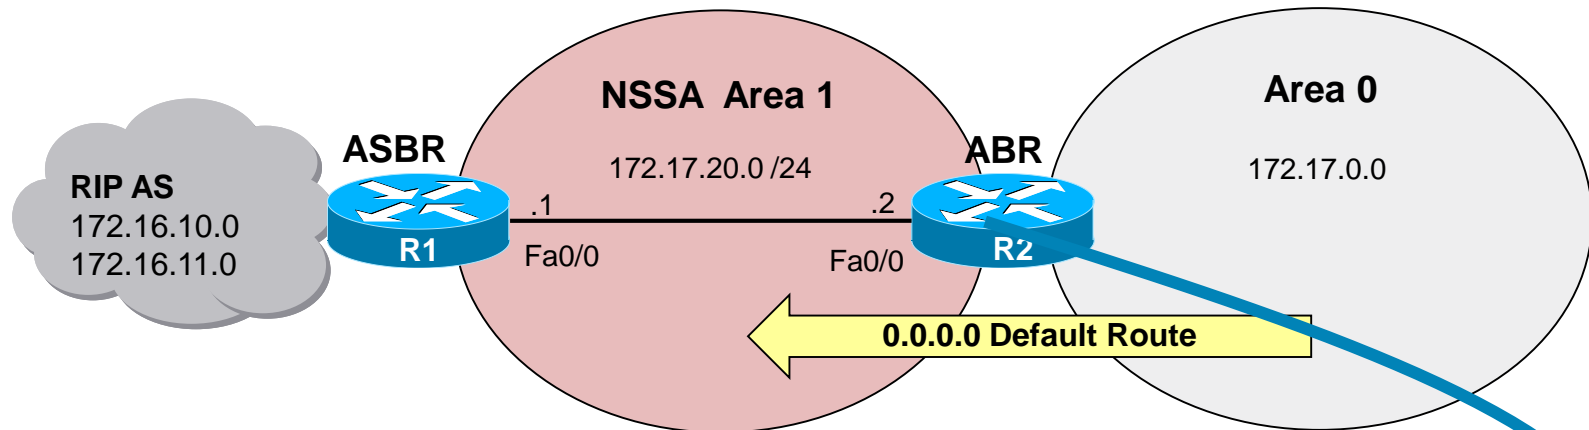 NSSA Area 1
Area 0
ASBR
172.17.20.0 /24
ABR
172.17.0.0
RIP AS
172.16.10.0
172.16.11.0
.1
.2
R1
R2
Fa0/0
Fa0/0
0.0.0.0 Default Route